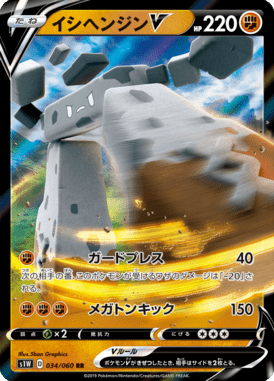 たね イシヘンジンV HP220
ガードプレス 40
次の相手の番、このポケモンが受けるワザのダメージは「-20」される。
メガトンキック 150
弱点 ×2 抵抗力 にげる
Vルール
ポケモンVがきぜつしたとき、相手はサイドを2枚とる。
Illus. Shan Graphics
S1W D 034/060 RR
©2019 Pokémon/Nintendo/Creatures/GAME FREAK.